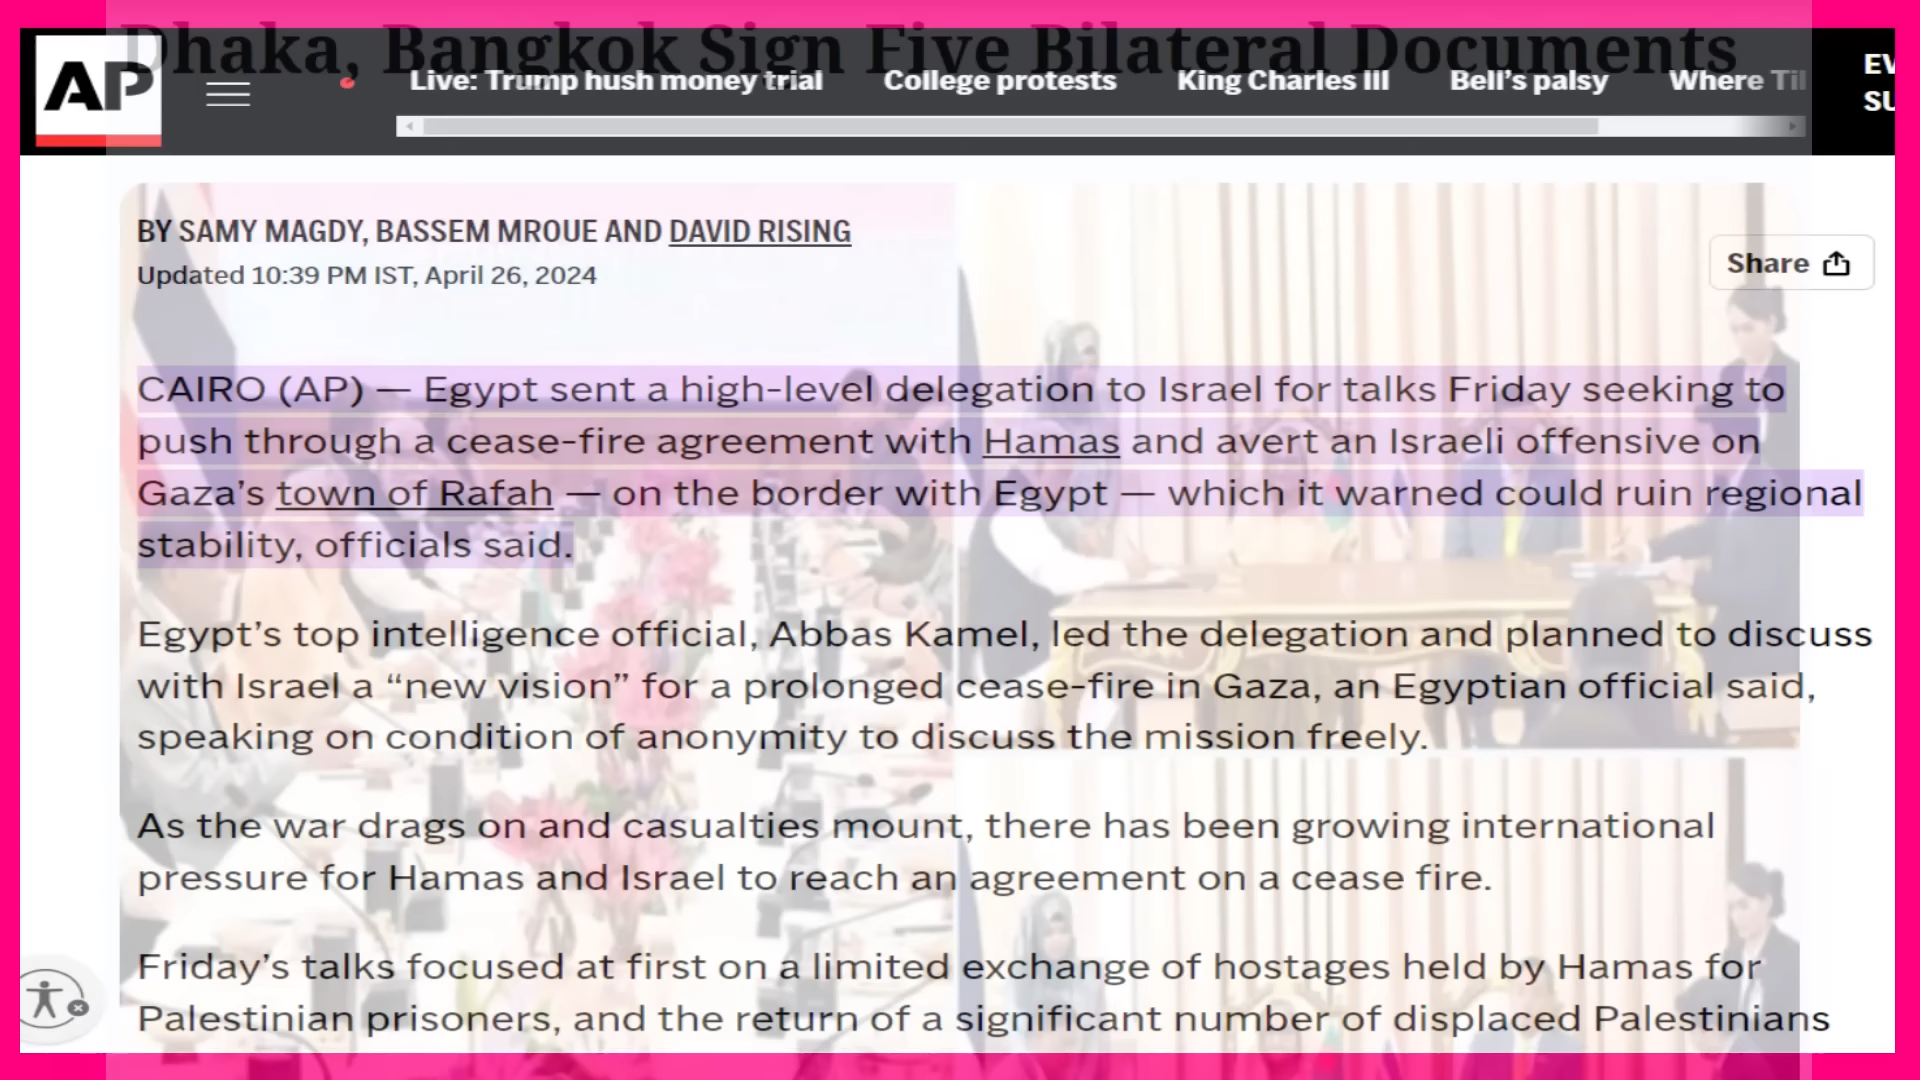 Dhaka, Bangkok Sign Five Bilateral Documents
AP
Live: Trump hush money trial College protests King Charles III Bell's palsy Where Til
EV
SU
BY SAMY MAGDY, BASSEM MROUE AND DAVID RISING
Updated 10:39 PM IST, April 26, 2024
Share
CAIRO (AP) — Egypt sent a high-level delegation to Israel for talks Friday seeking to
push through a cease-fire agreement with Hamas and avert an Israeli offensive on
Gaza’s town of Rafah — on the border with Egypt — which it warned could ruin regional
stability, officials said.
Egypt’s top intelligence official, Abbas Kamel, led the delegation and planned to discuss
with Israel a “new vision” for a prolonged cease-fire in Gaza, an Egyptian official said,
speaking on condition of anonymity to discuss the mission freely.
As the war drags on and casualties mount, there has been growing international
pressure for Hamas and Israel to reach an agreement on a cease fire.
Friday’s talks focused at first on a limited exchange of hostages held by Hamas for
Palestinian prisoners, and the return of a significant number of displaced Palestinians